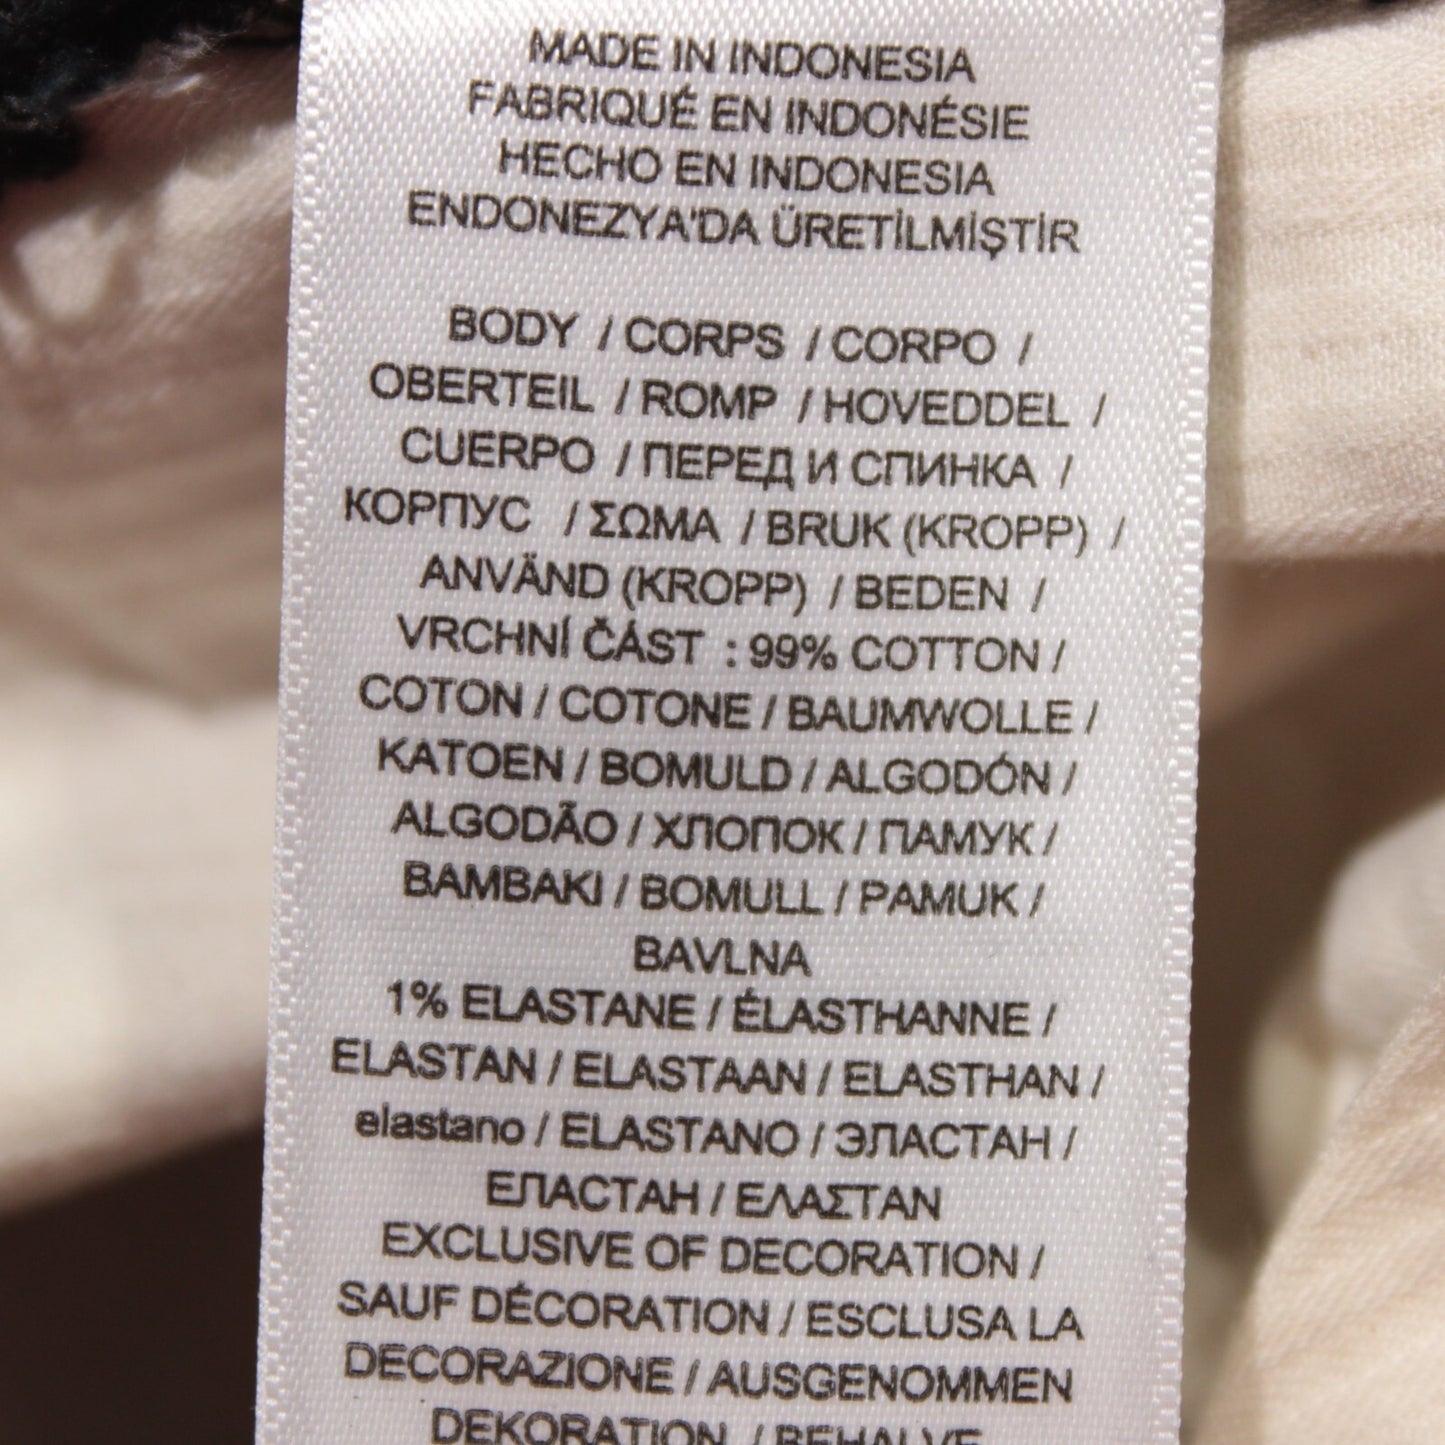 MADE IN INDONESIA
FABRIQUÉ EN INDONÉSIE
HECHO EN INDONESIA
ENDONEZYA'DA ÜRETİLMİŞTİR
BODY / CORPS / CORPO /
OBERTEIL / ROMP / HOVEDDEL /
CUERPO / ПЕРЕД И СПИНКА /
КОРПУС / ΣΩΜΑ / BRUK (KROPP) /
ANVÄND (KROPP) / BEDEN /
VRCHNÍ ČÁST : 99% COTTON /
COTON / COTONE / BAUMWOLLE /
KATOEN / BOMULD / ALGODÓN /
ALGODÃO / ХЛОПОК / ПАМУК /
BAMBAKI / BOMULL / PAMUK /
BAVLNA
1% ELASTANE / ÉLASTHANNE /
ELASTAN / ELASTAAN / ELASTHAN /
elastano / ELASTANO / ЭЛАСТАН /
ЕЛАСТАН / ΕΛΑΣΤΑΝ
EXCLUSIVE OF DECORATION /
SAUF DÉCORATION / ESCLUSA LA
DECORAZIONE / AUSGENOMMEN
DEKORATION / BEHALVE